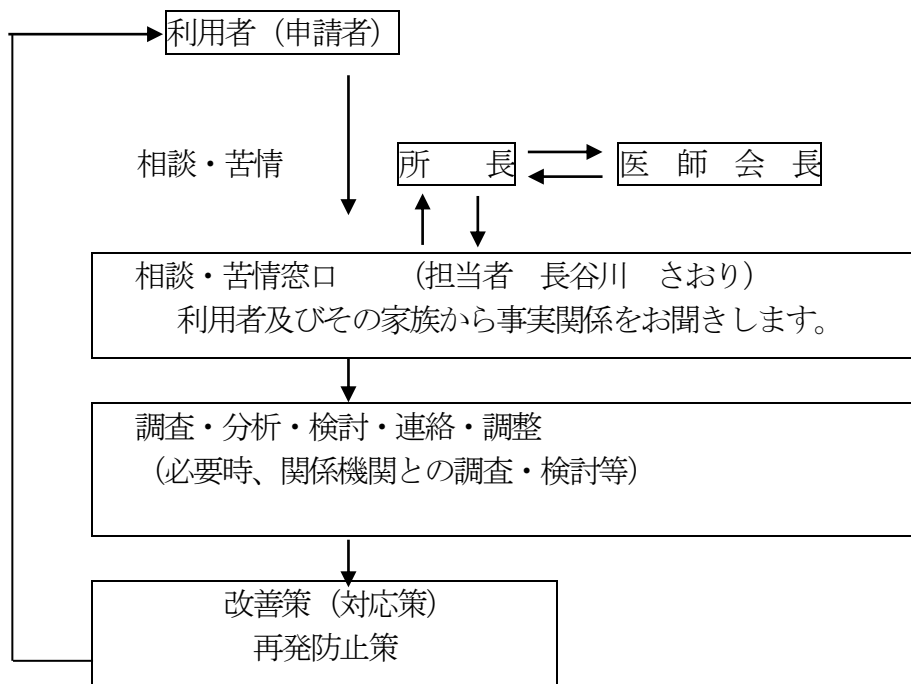 利用者（申請者）
相談・苦情
所　長
医　師　会　長
相談・苦情窓口　　（担当者　長谷川　さおり）
利用者及びその家族から事実関係をお聞きします。
調査・分析・検討・連絡・調整
（必要時、関係機関との調査・検討等）
改善策（対応策）
再発防止策